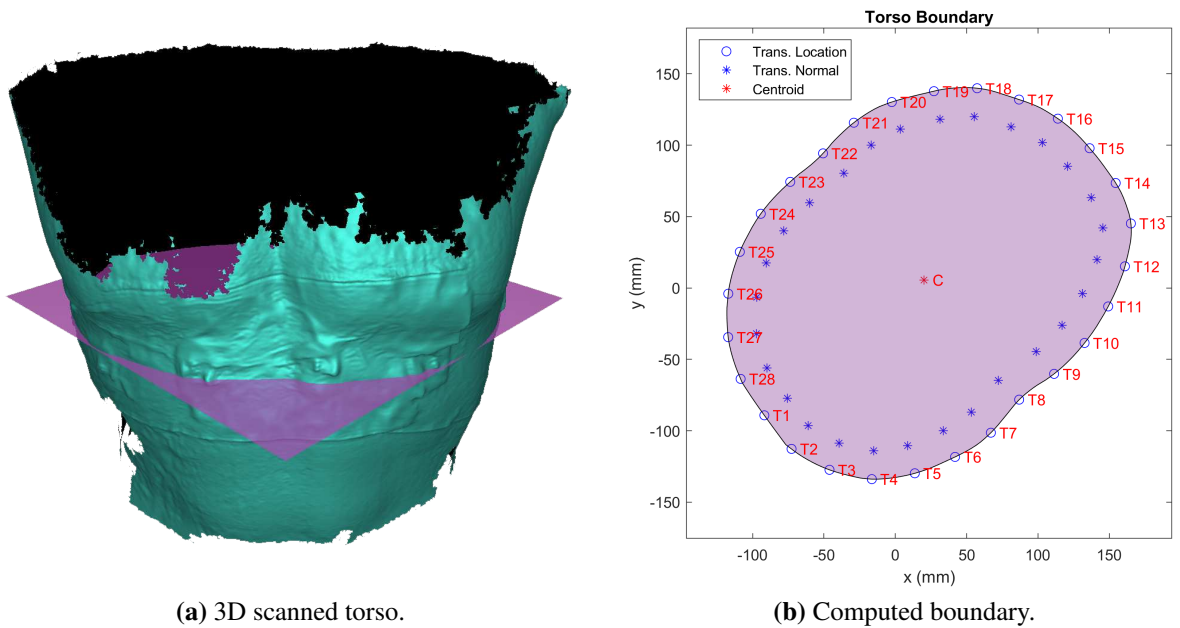 Torso Boundary
Trans. Location
Trans. Normal
Centroid
T18
T19
T17
T20
T16
T21
T15
T22
T14
T23
T13
T24
T12
T25
C
T26
T11
T27
T10
T28
T9
T1
T8
T2
T7
T3
T6
T4
T5
150
100
50
0
-50
-100
-150
y (mm)
-100 -50 0 50 100 150
x (mm)
(a) 3D scanned torso.
(b) Computed boundary.